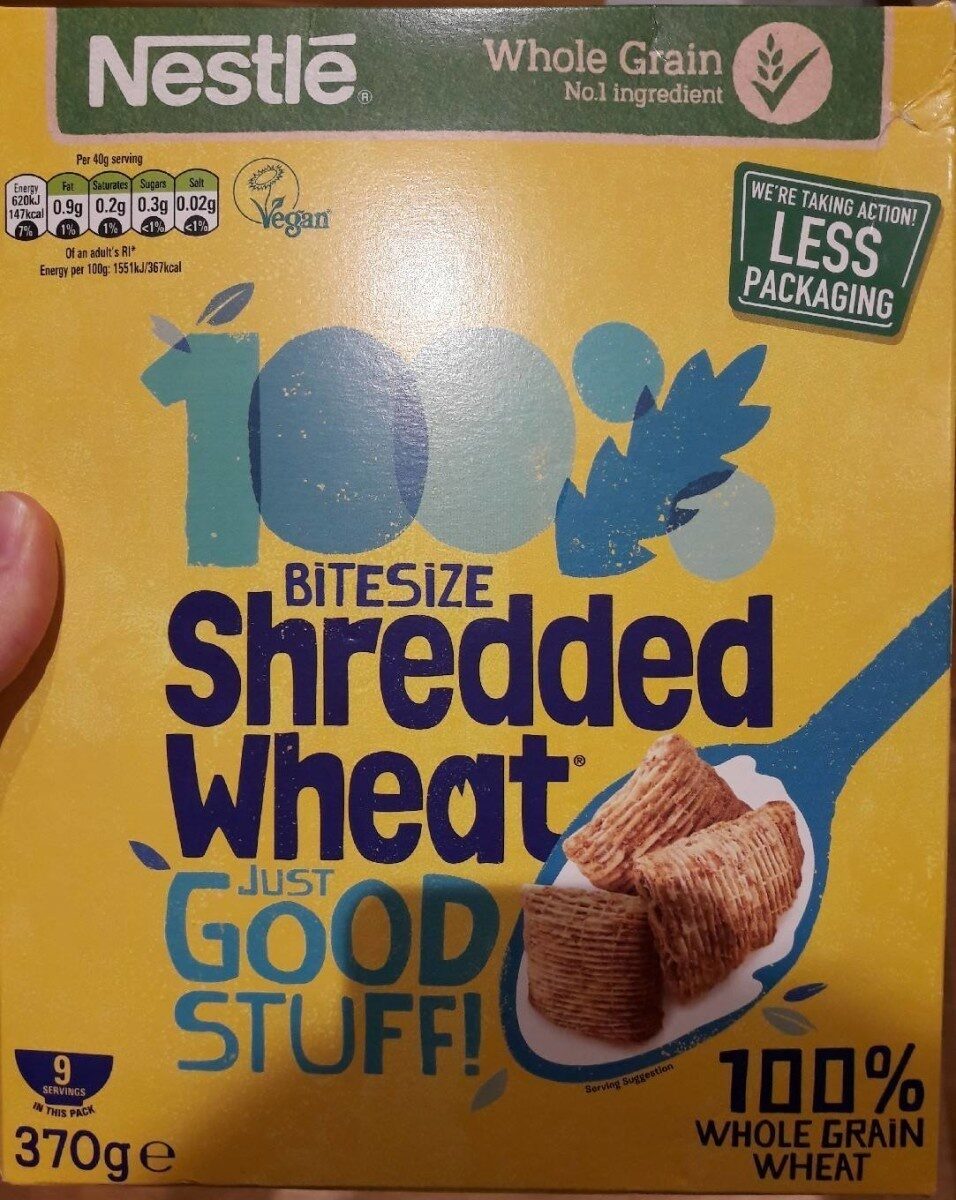 Nestlé®
Whole Grain
No.1 ingredient
Per 40g serving
Energy
620kJ
147kcal
7%
Fat
0.9g
1%
Saturates
0.2g
1%
Sugars
0.3g
<1%
Salt
0.02g
<1%
Of an adult's RI*
Energy per 100g: 1551kJ/367kcal
Vegan
WE'RE TAKING ACTION!
LESS
PACKAGING
100%
BiTESiZE
Shredded
Wheat®
JUST
GOOD
STUFF!
Serving Suggestion
9
SERVINGS
IN THIS PACK
370g e
100%
WHOLE GRAiN
WHEAT